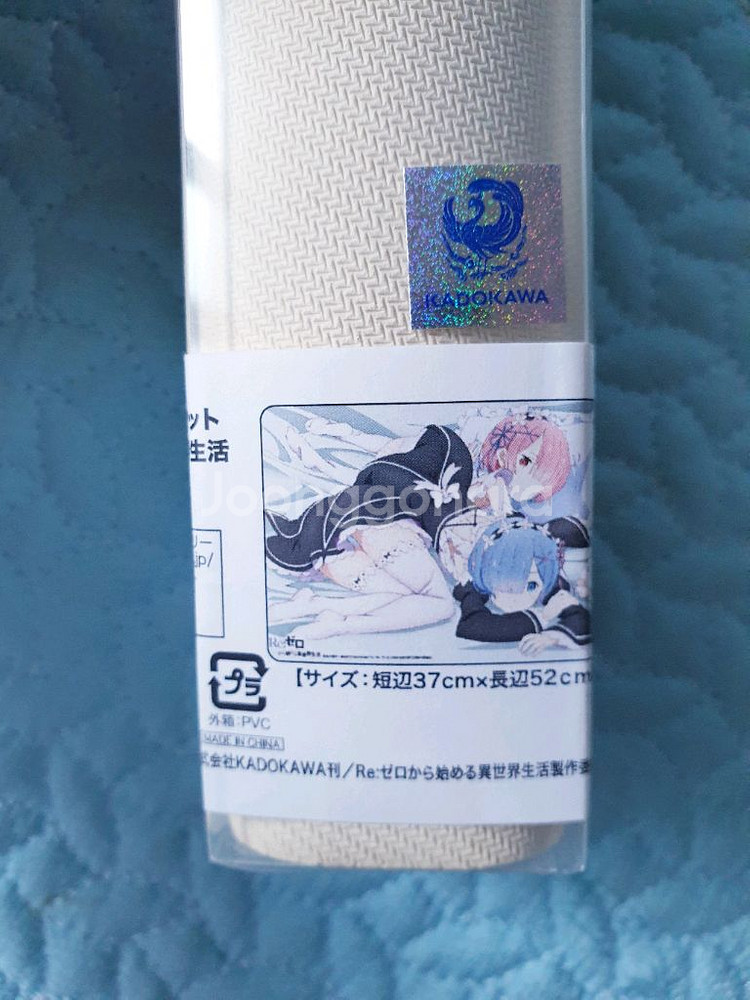 KADOKAWA
ット
生活
Joonggonara
リー
jp/
Re:ゼロ
プラ
【サイズ:短辺37cm×長辺52cm
外箱:PVC
MADE IN CHINA
式会社KADOKAWA刊/Re:ゼロから始める異世界生活製作委